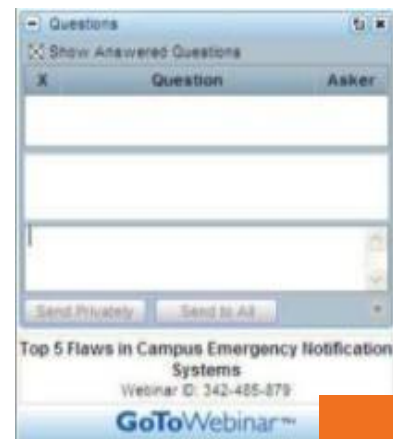 Questions
Show Answered Questions
X Question Asker
Send Privately Send to All
Top 5 Flaws in Campus Emergency Notification
Systems
Webinar ID: 342-485-879
GoToWebinar™